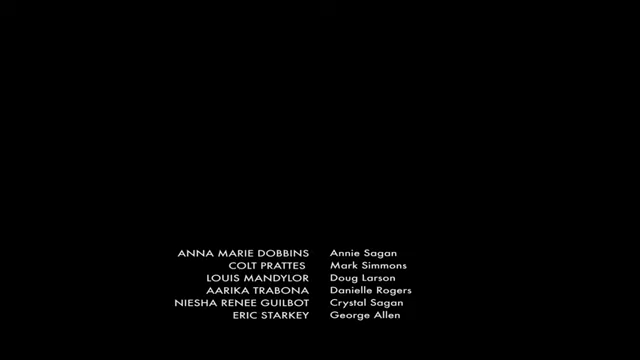 ANNA MARIE DOBBINS Annie Sagan
COLT PRATTES Mark Simmons
LOUIS MANDYLOR Doug Larson
AARIKA TRABONA Danielle Rogers
NIESHA RENEE GUILBOT Crystal Sagan
ERIC STARKEY George Allen